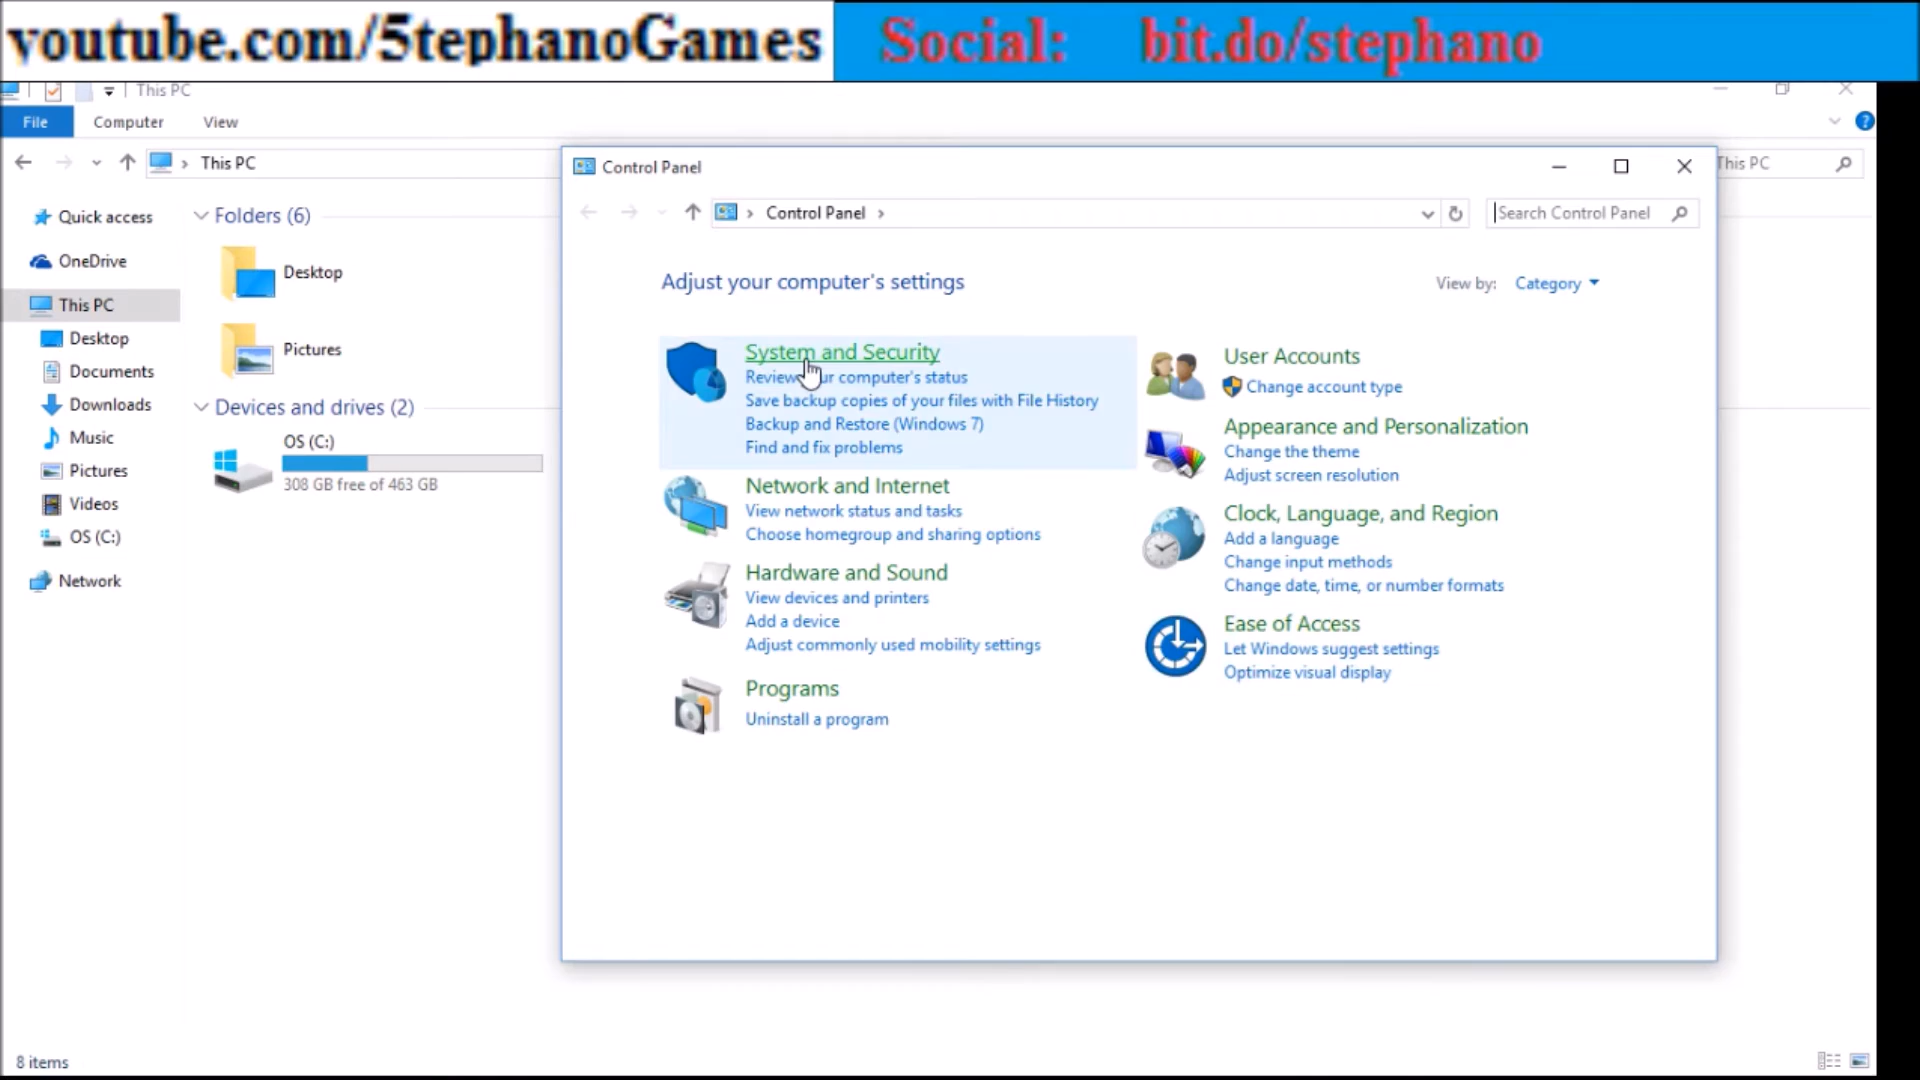 youtube.com/5tephanoGames
Social: bit.do/stephano
This PC
File Computer View
This PC
This PC
Quick access
OneDrive
This PC
Desktop
Documents
Downloads
Music
Pictures
Videos
OS (C:)
Network
Folders (6)
Desktop
Pictures
Devices and drives (2)
OS (C:)
308 GB free of 463 GB
8 items
Control Panel
Control Panel
Search Control Panel
Adjust your computer's settings
View by: Category
System and Security
Review computer's status
Save backup copies of your files with File History
Backup and Restore (Windows 7)
Find and fix problems
Network and Internet
View network status and tasks
Choose homegroup and sharing options
Hardware and Sound
View devices and printers
Add a device
Adjust commonly used mobility settings
Programs
Uninstall a program
User Accounts
Change account type
Appearance and Personalization
Change the theme
Adjust screen resolution
Clock, Language, and Region
Add a language
Change input methods
Change date, time, or number formats
Ease of Access
Let Windows suggest settings
Optimize visual display